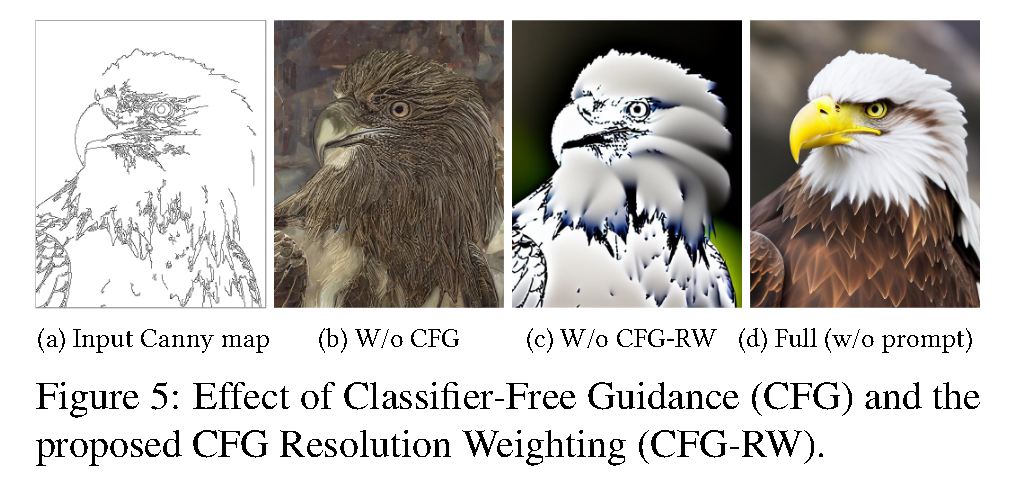 (a) Input Canny map (b) W/o CFG (c) W/o CFG-RW (d) Full (w/o prompt)
Figure 5: Effect of Classifier-Free Guidance (CFG) and the
proposed CFG Resolution Weighting (CFG-RW).